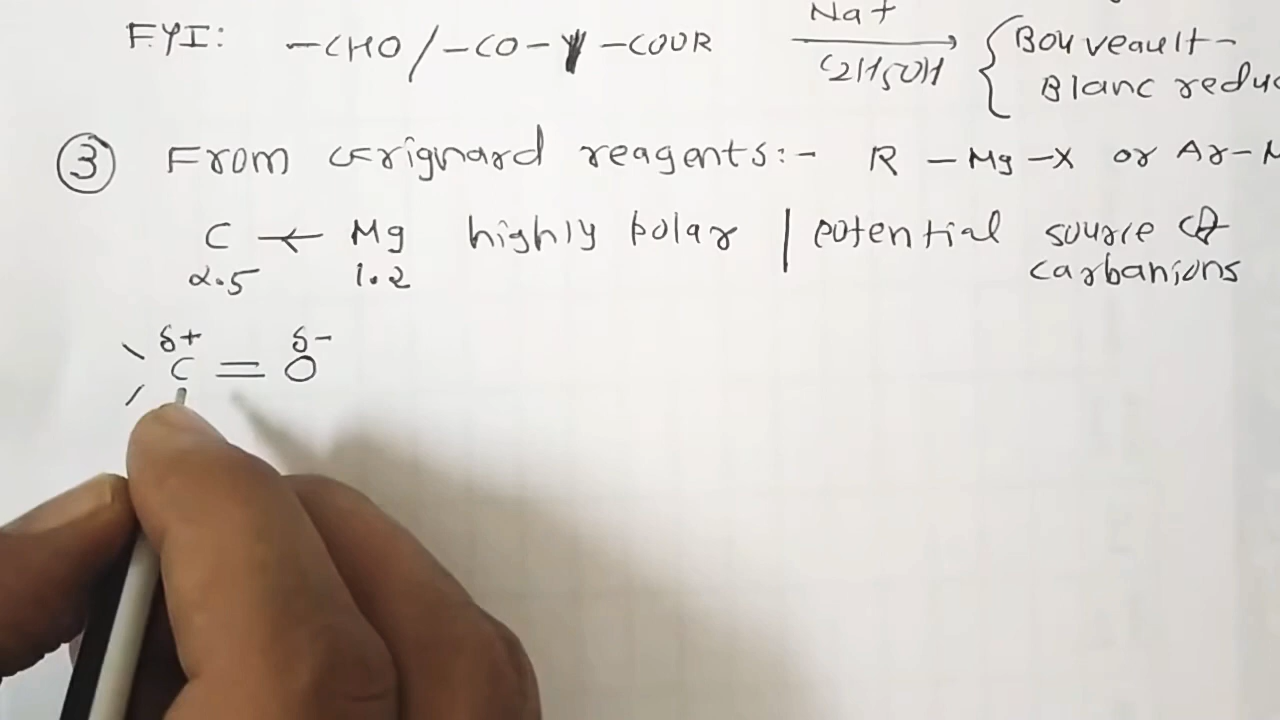 Na+
FYI: -CHO / -CO- -COOR → { Bouveault-
C2H5OH Blanc reduc
③ From Grignard reagents:- R - Mg - X or Ar - M
C ← Mg highly polar | potential source of
2.5 1.2 carbanions
δ+ δ-
C = O